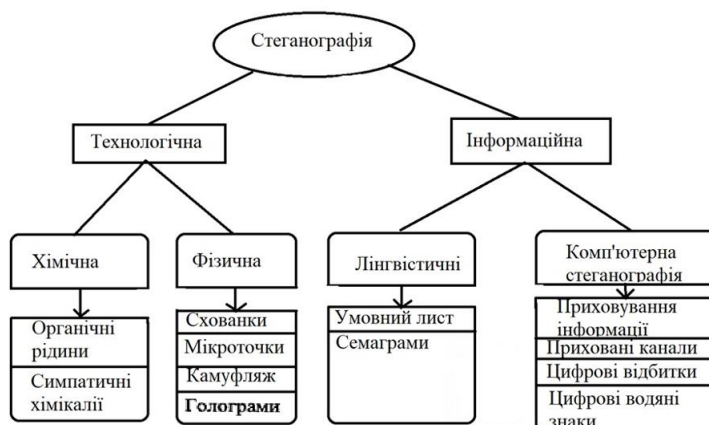 Стеганографія
Технологічна
Інформаційна
Хімічна
Фізична
Лінгвістичні
Комп'ютерна
стеганографія
Органічні
рідини
Симпатичні
хімікалії
Схованки
Мікроточки
Камуфляж
Голограми
Умовний лист
Семаграми
Приховування
інформації
Приховані канали
Цифрові відбитки
Цифрові водяні
знаки